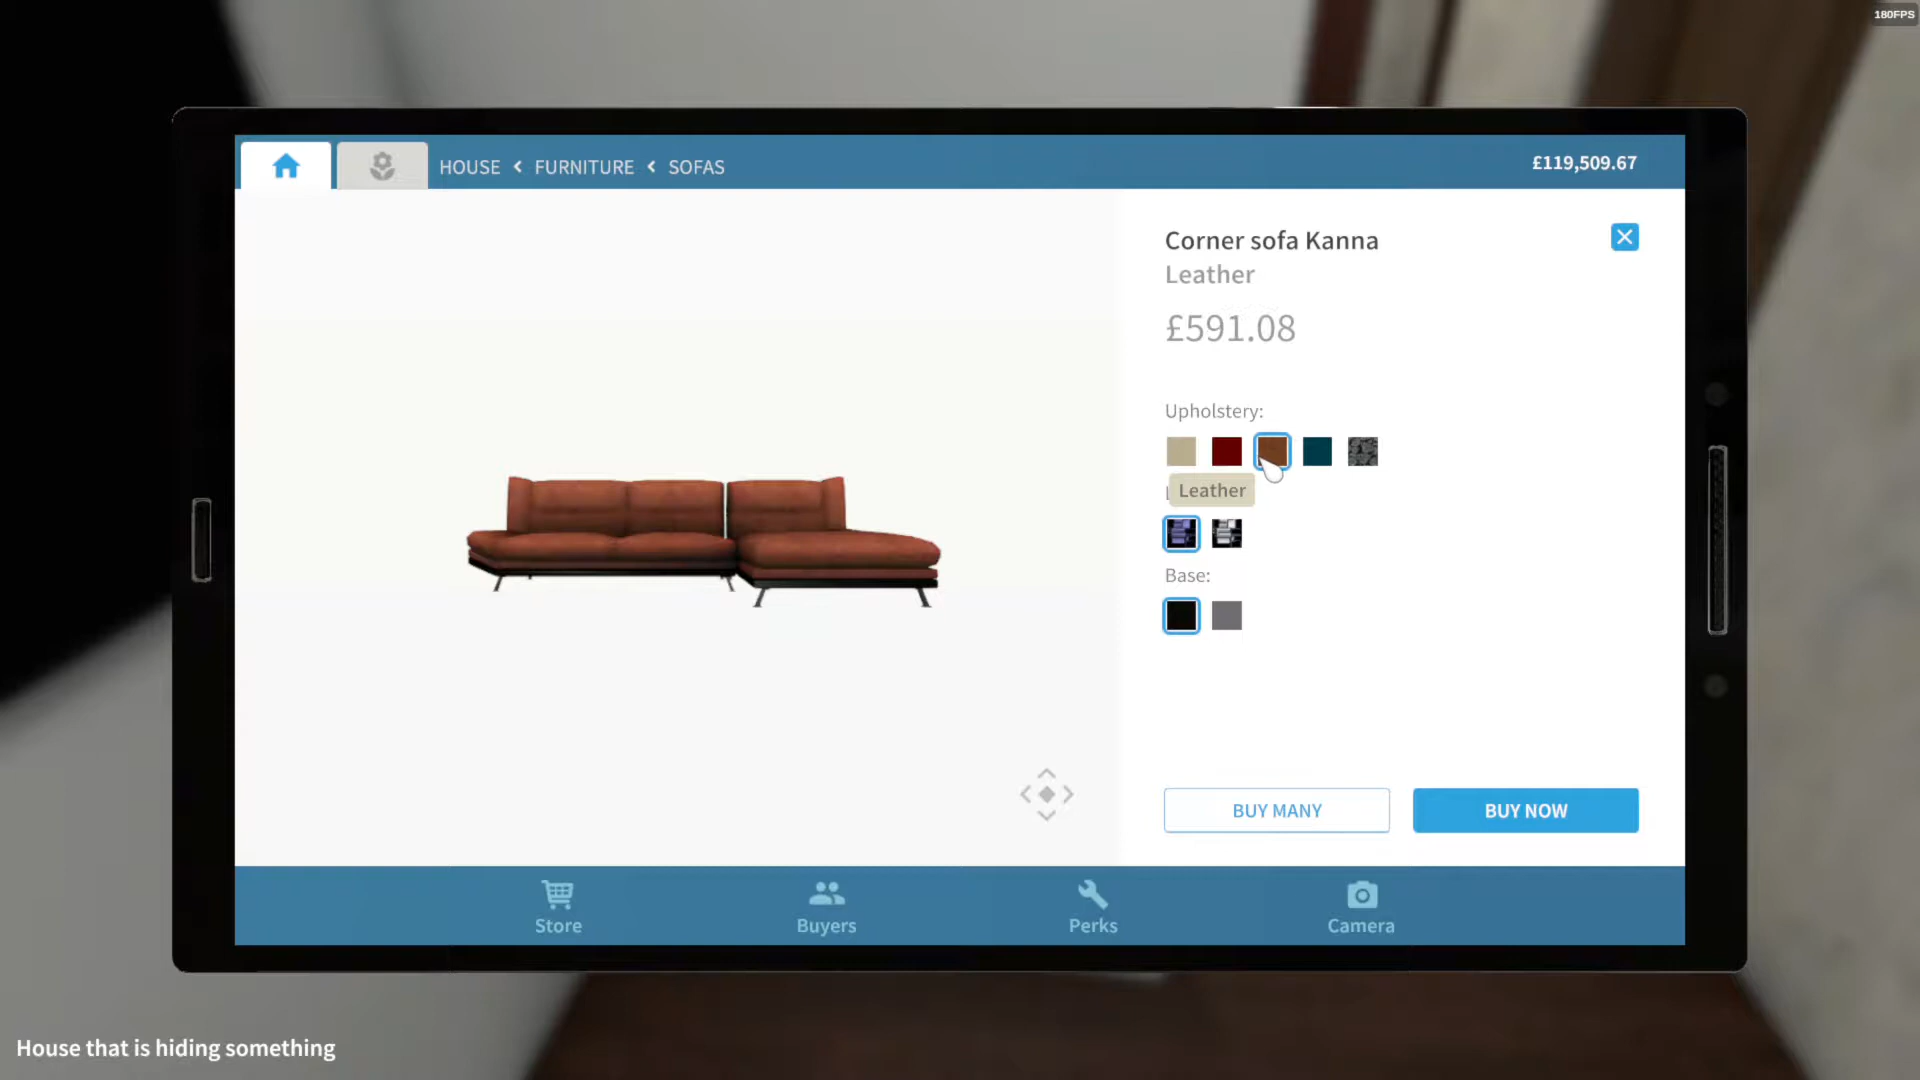 180FPS
HOUSE < FURNITURE < SOFAS
£119,509.67
Corner sofa Kanna
Leather
£591.08
Upholstery:
Leather
Base:
BUY MANY
BUY NOW
Store
Buyers
Perks
Camera
House that is hiding something